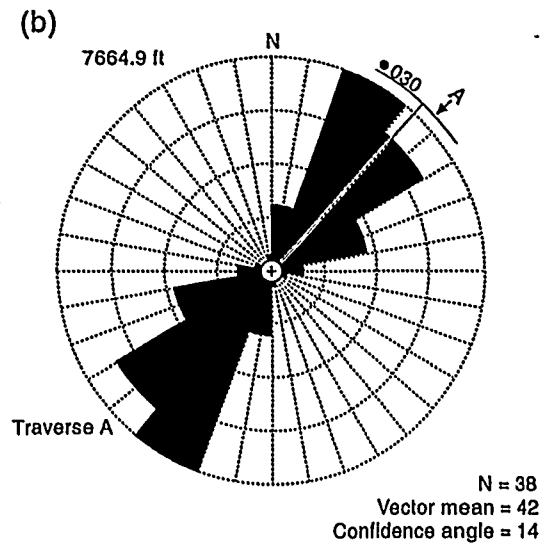 (b)
7664.9 ft
N
●030
A
Traverse A
N = 38
Vector mean = 42
Confidence angle = 14